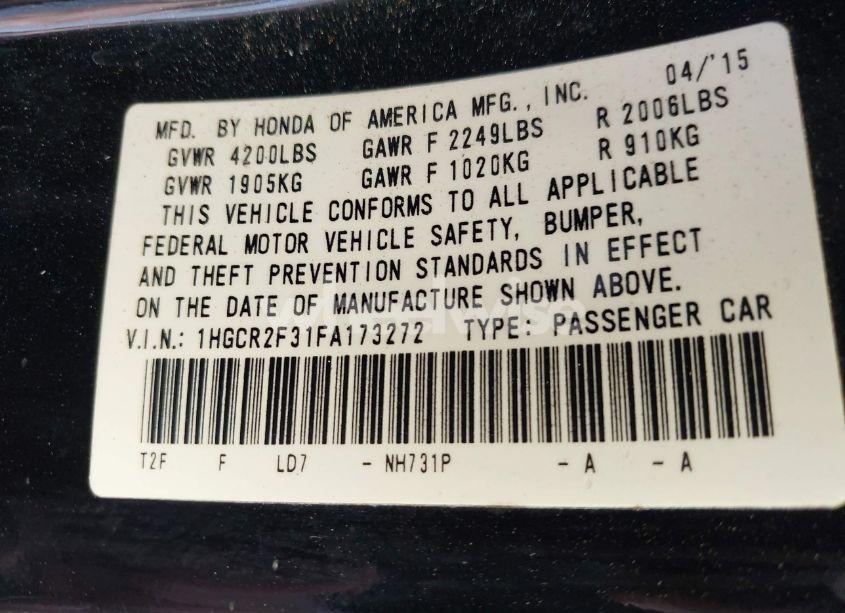 MFD. BY HONDA OF AMERICA MFG., INC. 04/'15
GVWR 4200LBS GAWR F 2249LBS R 2006LBS
GVWR 1905KG GAWR F 1020KG R 910KG
THIS VEHICLE CONFORMS TO ALL APPLICABLE
FEDERAL MOTOR VEHICLE SAFETY, BUMPER,
AND THEFT PREVENTION STANDARDS IN EFFECT
ON THE DATE OF MANUFACTURE SHOWN ABOVE.
V.I.N.: 1HGCR2F31FA173272 TYPE: PASSENGER CAR
T2F F LD7 - NH731P - A - A